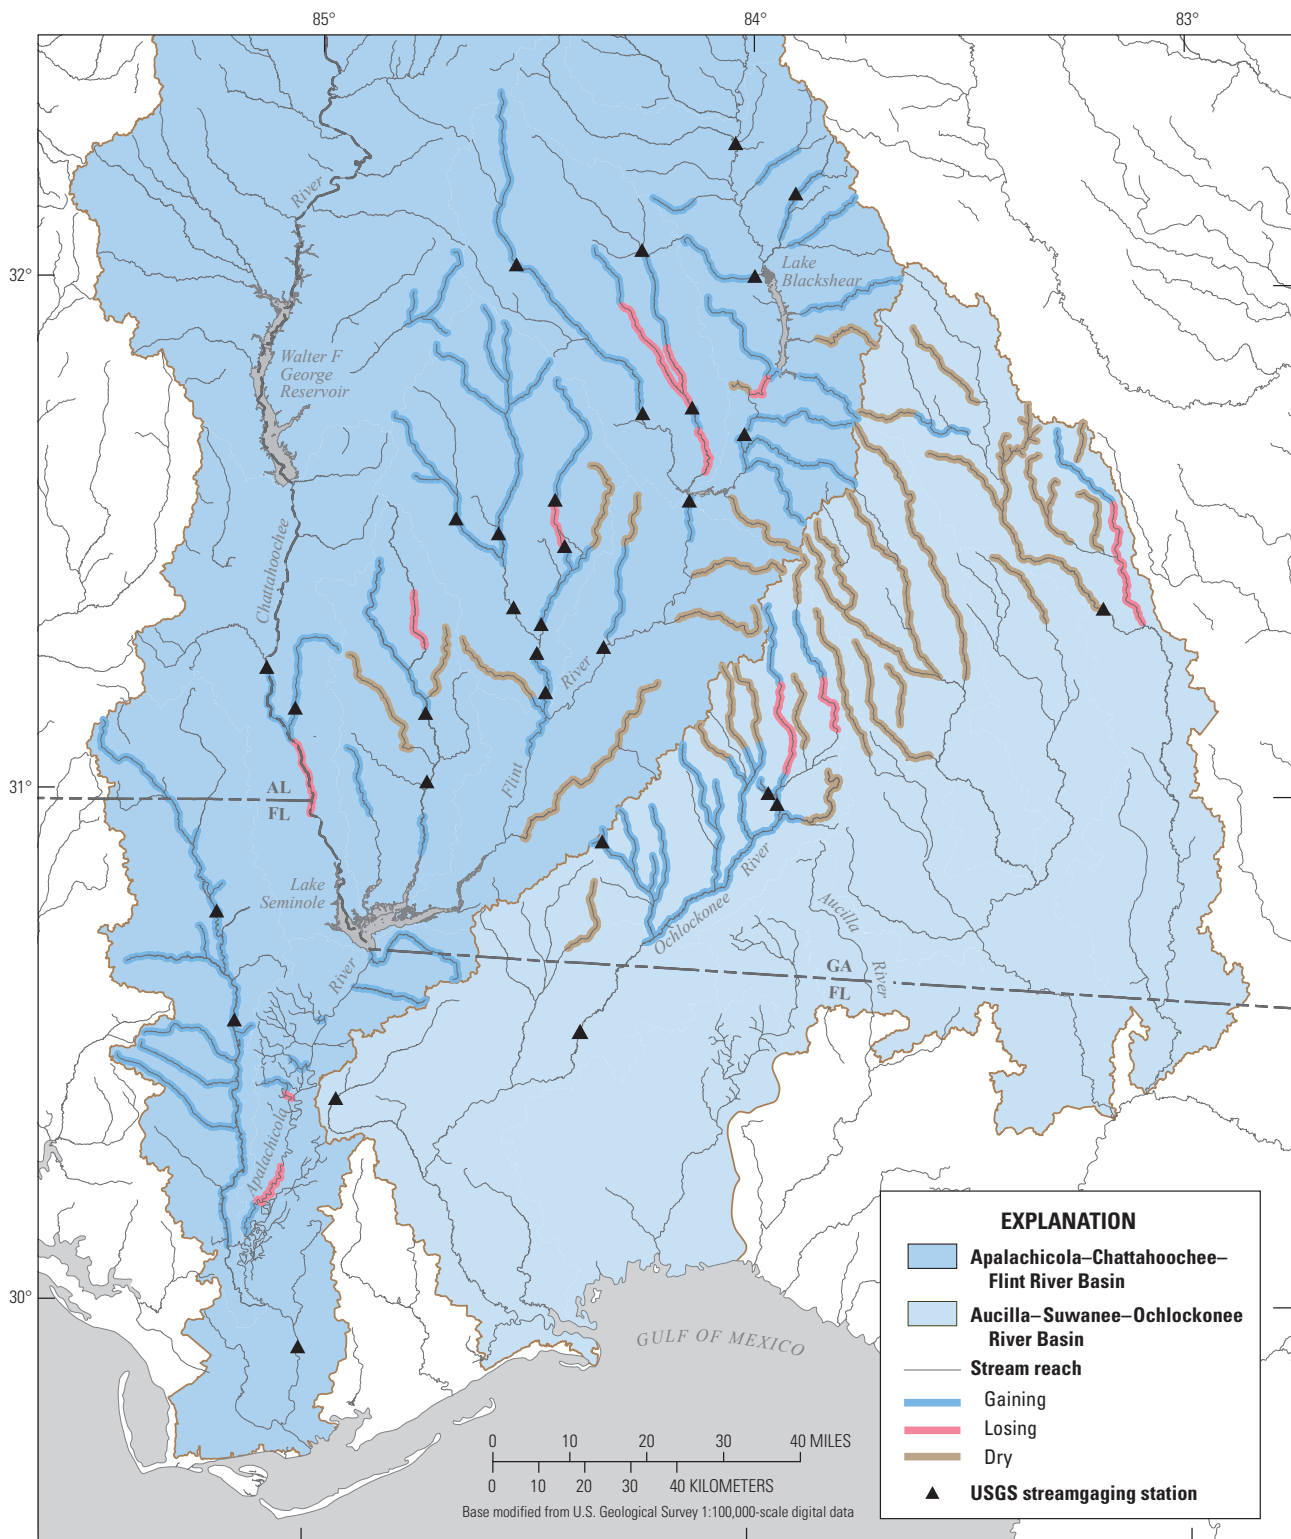 85°
84°
83°
River
32°
Lake
Blackshear
Walter F
George
Reservoir
Chattahoochee
River
31°
AL
FL
Flint
Lake
Seminole
River
Ochlockonee
Aucilla
River
GA
FL
River
Apalachicola
30°
GULF OF MEXICO
EXPLANATION
Apalachicola–Chattahoochee–
Flint River Basin
Aucilla–Suwanee–Ochlockonee
River Basin
Stream reach
Gaining
Losing
Dry
USGS streamgaging station
0 10 20 30 40 MILES
0 10 20 30 40 KILOMETERS
Base modified from U.S. Geological Survey 1:100,000-scale digital data